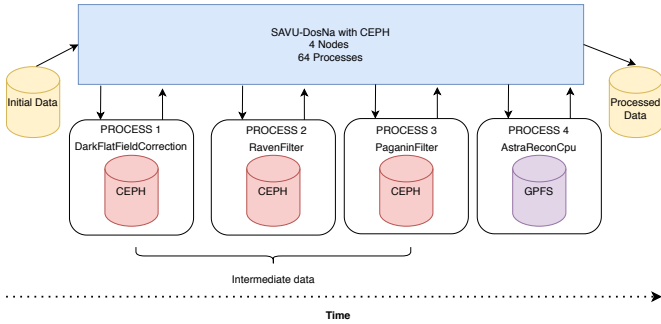 SAVU-DosNa with CEPH
4 Nodes
64 Processes
Initial Data
Processed
Data
PROCESS 1
DarkFlatFieldCorrection
CEPH
PROCESS 2
RavenFilter
CEPH
PROCESS 3
PaganinFilter
CEPH
PROCESS 4
AstraReconCpu
GPFS
Intermediate data
Time